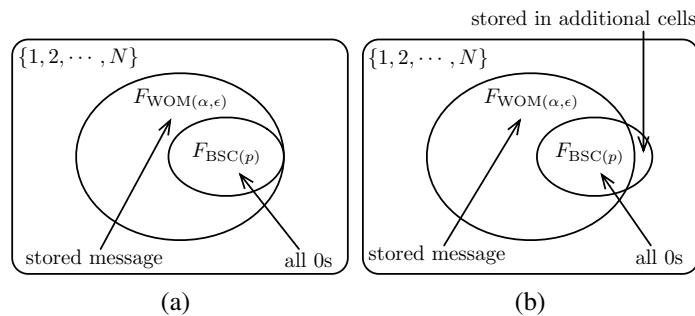 stored in additional cells
{1, 2, ⋯, N}
F_WOM(α,ϵ)
F_BSC(p)
stored message
all 0s
(a)
{1, 2, ⋯, N}
F_WOM(α,ϵ)
F_BSC(p)
stored message
all 0s
(b)